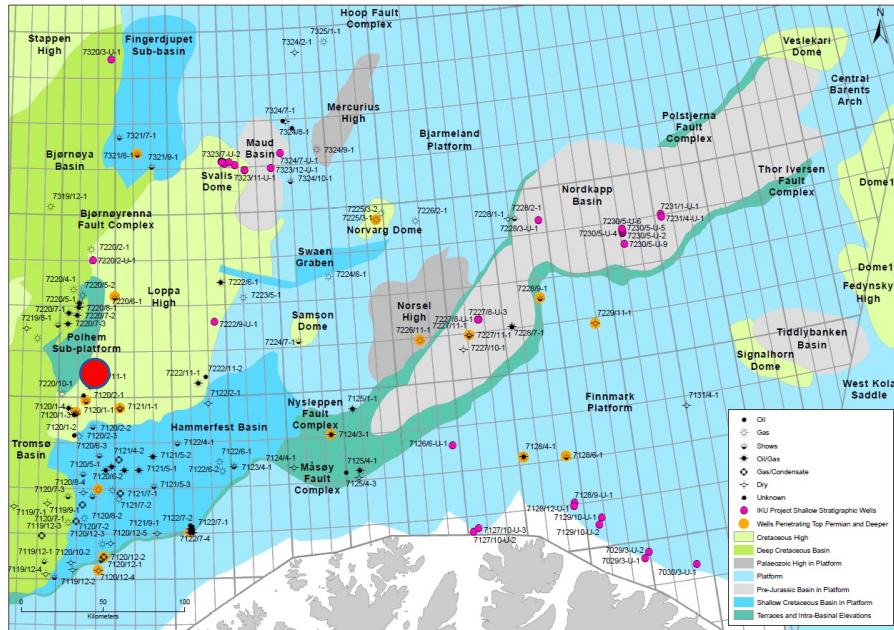 Hoop Fault
Complex
Stappen
High
Fingerdjupet
Sub-basin
7320/3-U-1
7325/1-1
7324/2-1
N
Veslekari
Dome
Central
Barents
Arch
Mercurius
High
7324/7-1
7324/8-1
7321/7-1
7321/8-1
7321/9-1
Maud
Basin
7323/7-U-2
7324/7-U-1
7323/12-U-1
7323/11-U-1
7324/9-1
7324/10-1
Svalis
Dome
Bjarmeland
Platform
Polstjerna
Fault
Complex
Thor Iversen
Fault
Complex
Dome1
Bjørnøya
Basin
7319/12-1
Bjørnøyrenna
Fault Complex
Nordkapp
Basin
7231/1-U-1
7231/4-U-1
7230/5-U-6
7230/5-U-5
7230/5-U-4
7230/5-U-2
7230/5-U-9
7228/2-1
7228/1-1
7228/3-U-1
7225/3-2
7225/3-1
7226/2-1
Norvarg Dome
7220/2-1
7220/2-U-1
Swaen
Graben
7224/6-1
7220/4-1
7220/5-2
7220/5-1
7220/6-1
7220/7-1
7220/8-1
7220/7-2
7220/7-3
7219/8-1
Loppa
High
7222/6-1
7223/5-1
7222/9-U-1
Samson
Dome
7224/7-1
Norsel
High
7226/11-1
7227/8-U-3
7227/8-U-1
7227/11-1
7227/10-1
7228/7-1
7228/9-1
7229/11-1
Dome1
Fedynsky
High
Tiddlybanken
Basin
Signalhorn
Dome
West Kola
Saddle
Polhem
Sub-platform
7220/10-1
11-1
7222/11-2
7222/11-1
7122/2-1
7120/2-1
7120/1-4
7120/1-3
7120/1-1
7121/1-1
7120/1-2
7120/2-2
7120/2-3
Hammerfest Basin
Nysleppen
Fault
Complex
7125/1-1
7124/3-1
Finnmark
Platform
7131/4-1
Tromsø
Basin
7120/6-3
7121/4-2
7122/4-1
7120/5-1
7121/5-2
7121/5-1
7120/6-2
7122/6-1
7122/6-2
7123/4-1
7124/4-1
Måsøy
Fault
Complex
7125/4-1
7125/4-3
7126/6-U-1
7128/4-1
7128/6-1
7120/8-4
7120/7-3
7121/5-3
7121/7-1
7121/7-2
7119/7-1
7119/9-1
7120/7-1
7120/8-2
7120/7-2
7122/7-2
7122/7-1
7122/7-4
7119/12-3
7120/12-3
7121/9-1
7120/12-5
7128/9-U-1
7128/12-U-1
7129/10-U-1
7129/10-U-2
7127/10-U-3
7127/10-U-2
7119/12-1
7120/10-2
7120/12-2
7120/12-1
7120/12-4
7119/12-4
7119/12-2
7029/3-U-2
7029/3-U-1
7030/3-U-1
0 50 100
Kilometers
Oil
Gas
Shows
Oil/Gas
Gas/Condensate
Dry
Unknown
IKU Project Shallow Stratigraphic Wells
Wells Penetrating Top Permian and Deeper
Cretaceous High
Deep Cretaceous Basin
Palaeozoic High in Platform
Platform
Pre-Jurassic Basin in Platform
Shallow Cretaceous Basin in Platform
Terraces and Intra-Basinal Elevations